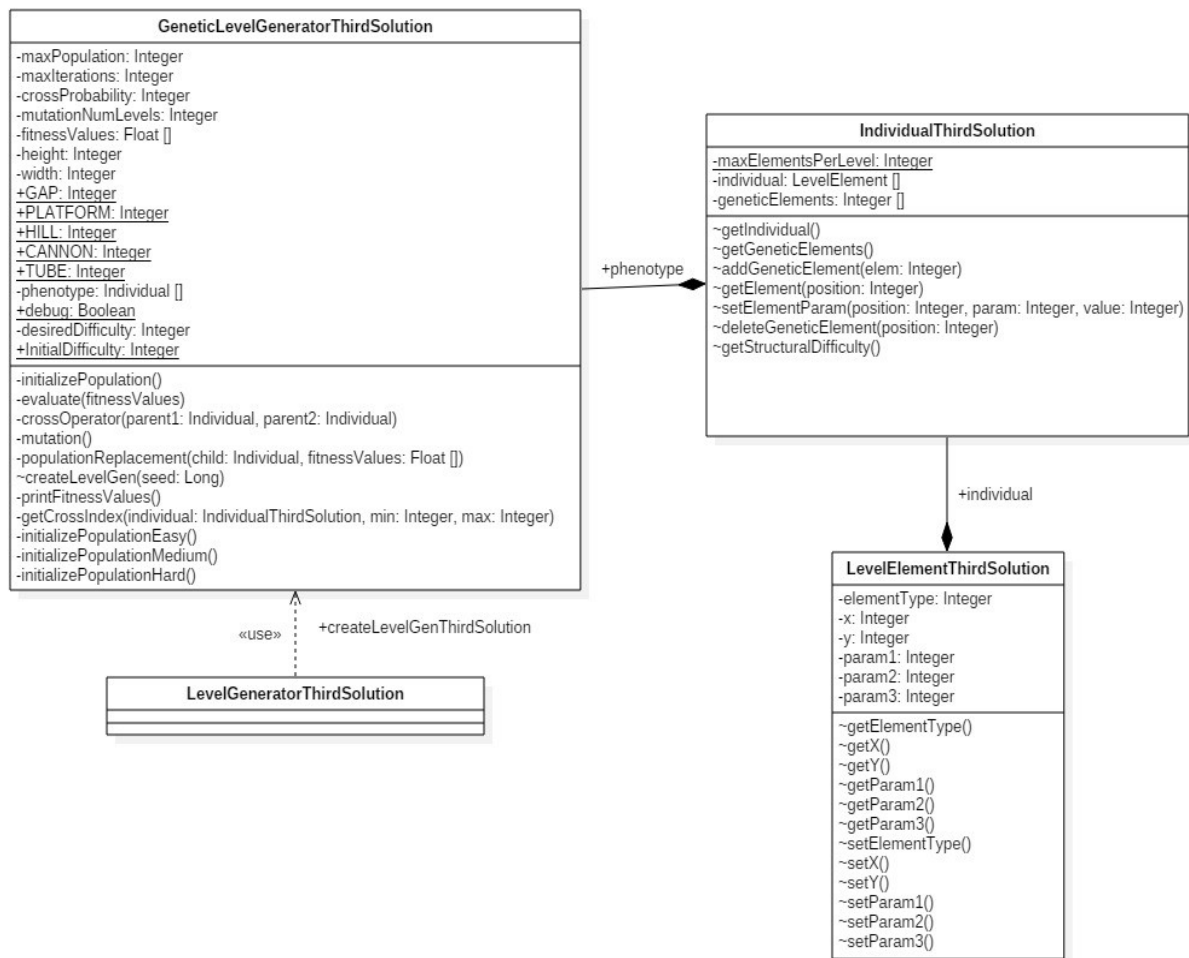 GeneticLevelGeneratorThirdSolution
-maxPopulation: Integer
-maxIterations: Integer
-crossProbability: Integer
-mutationNumLevels: Integer
-fitnessValues: Float []
-height: Integer
-width: Integer
+GAP: Integer
+PLATFORM: Integer
+HILL: Integer
+CANNON: Integer
+TUBE: Integer
-phenotype: Individual []
+debug: Boolean
-desiredDifficulty: Integer
+InitialDifficulty: Integer
-initializePopulation()
-evaluate(fitnessValues)
-crossOperator(parent1: Individual, parent2: Individual)
-mutation()
-populationReplacement(child: Individual, fitnessValues: Float [])
~createLevelGen(seed: Long)
-printFitnessValues()
-getCrossIndex(individual: IndividualThirdSolution, min: Integer, max: Integer)
-initializePopulationEasy()
-initializePopulationMedium()
-initializePopulationHard()
+phenotype
IndividualThirdSolution
-maxElementsPerLevel: Integer
-individual: LevelElement []
-geneticElements: Integer []
~getIndividual()
~getGeneticElements()
~addGeneticElement(elem: Integer)
~getElement(position: Integer)
~setElementParam(position: Integer, param: Integer, value: Integer)
~deleteGeneticElement(position: Integer)
~getStructuralDifficulty()
+individual
«use»
+createLevelGenThirdSolution
LevelGeneratorThirdSolution
LevelElementThirdSolution
-elementType: Integer
-x: Integer
-y: Integer
-param1: Integer
-param2: Integer
-param3: Integer
~getElementType()
~getX()
~getY()
~getParam1()
~getParam2()
~getParam3()
~setElementType()
~setX()
~setY()
~setParam1()
~setParam2()
~setParam3()